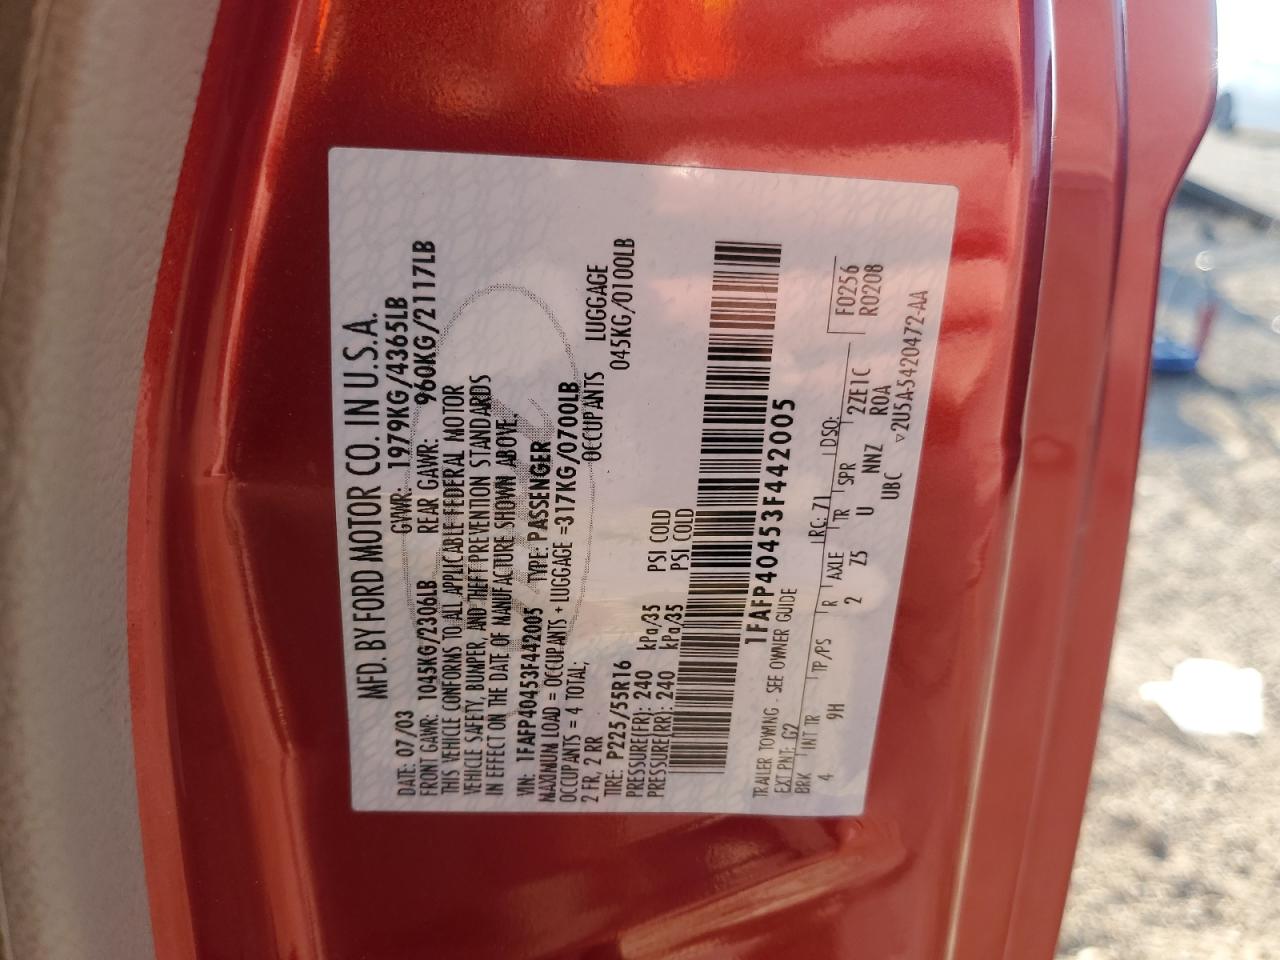 MFD. BY FORD MOTOR CO. IN U.S.A.
DATE: 07/03 GVWR: 1979KG/4365LB
FRONT GAWR: 1045KG/2306LB REAR GAWR: 960KG/2117LB
THIS VEHICLE CONFORMS TO ALL APPLICABLE FEDERAL MOTOR
VEHICLE SAFETY, BUMPER, AND THEFT PREVENTION STANDARDS
IN EFFECT ON THE DATE OF MANUFACTURE SHOWN ABOVE.
VIN: 1FAFP40453F442005 TYPE: PASSENGER
MAXIMUM LOAD = OCCUPANTS + LUGGAGE = 317KG/0700LB
OCCUPANTS = 4 TOTAL; OCCUPANTS LUGGAGE
2 FR, 2 RR 045KG/0100LB
TIRE: P225/55R16
PRESSURE(FR): 240 kPa/35 PSI COLD
PRESSURE(RR): 240 kPa/35 PSI COLD
1FAFP40453F442005
TRAILER TOWING - SEE OWNER GUIDE
EXT PNT: G2 RC: 71 DSO: F0256
BRK INT TR TP/PS R AXLE TR SPR R0208
4 9H 2 Z5 U NNZ 2ZE1C
UBC ROA
▽2U5A-5420472-AA